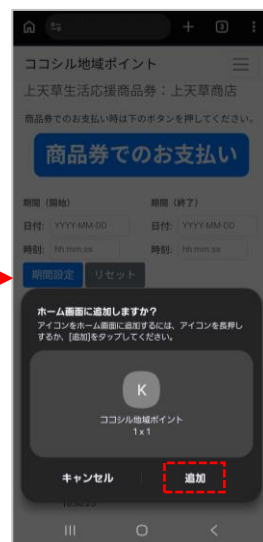 3
ココシル地域ポイント
上天草生活応援商品券：上天草商店
商品券でのお支払い時は下のボタンを押してください。
商品券でのお支払い
期間（開始） 期間（終了）
日付: YYYY-MM-DD 日付: YYYY-MM-DD
時刻: hh:mm:ss 時刻: hh:mm:ss
期間設定 リセット
ホーム画面に追加しますか？
アイコンをホーム画面に追加するには、アイコンを長押し
するか、[追加]をタップしてください。
K
ココシル地域ポイント
1 x 1
キャンセル 追加